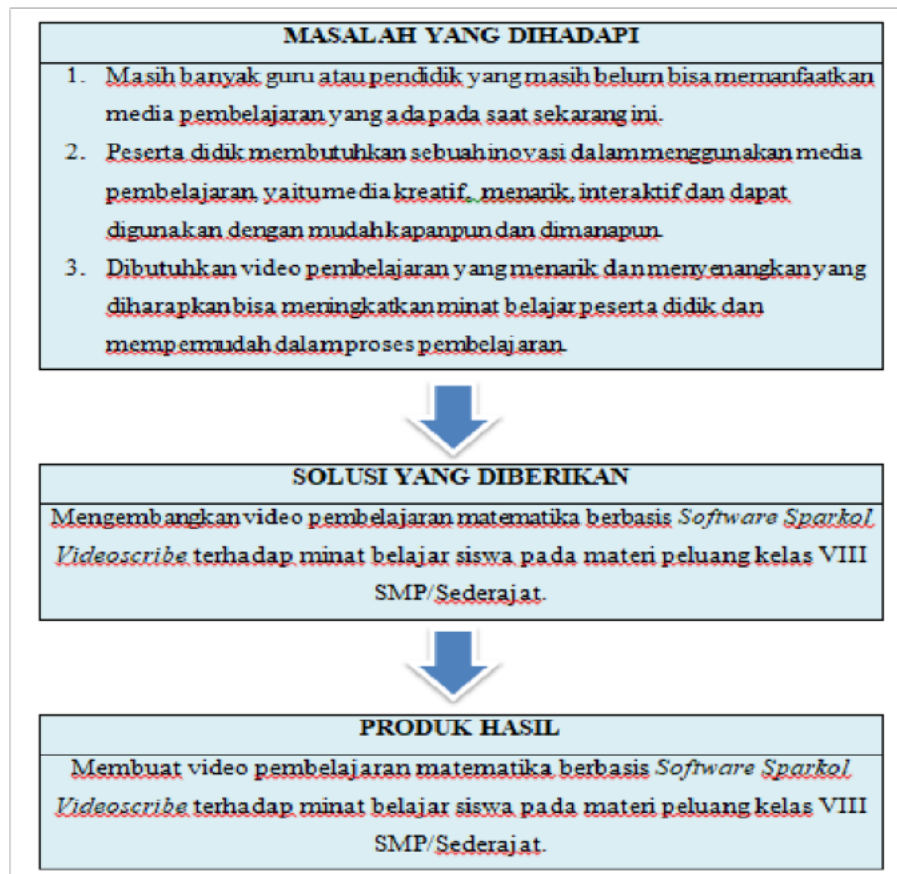 MASALAH YANG DIHADAPI
1. Masih banyak guru atau pendidik yang masih belum bisa memanfaatkan
media pembelajaran yang ada pada saat sekarang ini.
2. Peserta didik membutuhkan sebuah inovasi dalam menggunakan media
pembelajaran, yaitu media kreatif, menarik, interaktif dan dapat
digunakan dengan mudah kapanpun dan dimanapun.
3. Dibutuhkan video pembelajaran yang menarik dan menyenangkan yang
diharapkan bisa meningkatkan minat belajar peserta didik dan
mempermudah dalam proses pembelajaran.
SOLUSI YANG DIBERIKAN
Mengembangkan video pembelajaran matematika berbasis Software Sparkol
Videoscribe terhadap minat belajar siswa pada materi peluang kelas VIII
SMP/Sederajat.
PRODUK HASIL
Membuat video pembelajaran matematika berbasis Software Sparkol
Videoscribe terhadap minat belajar siswa pada materi peluang kelas VIII
SMP/Sederajat.